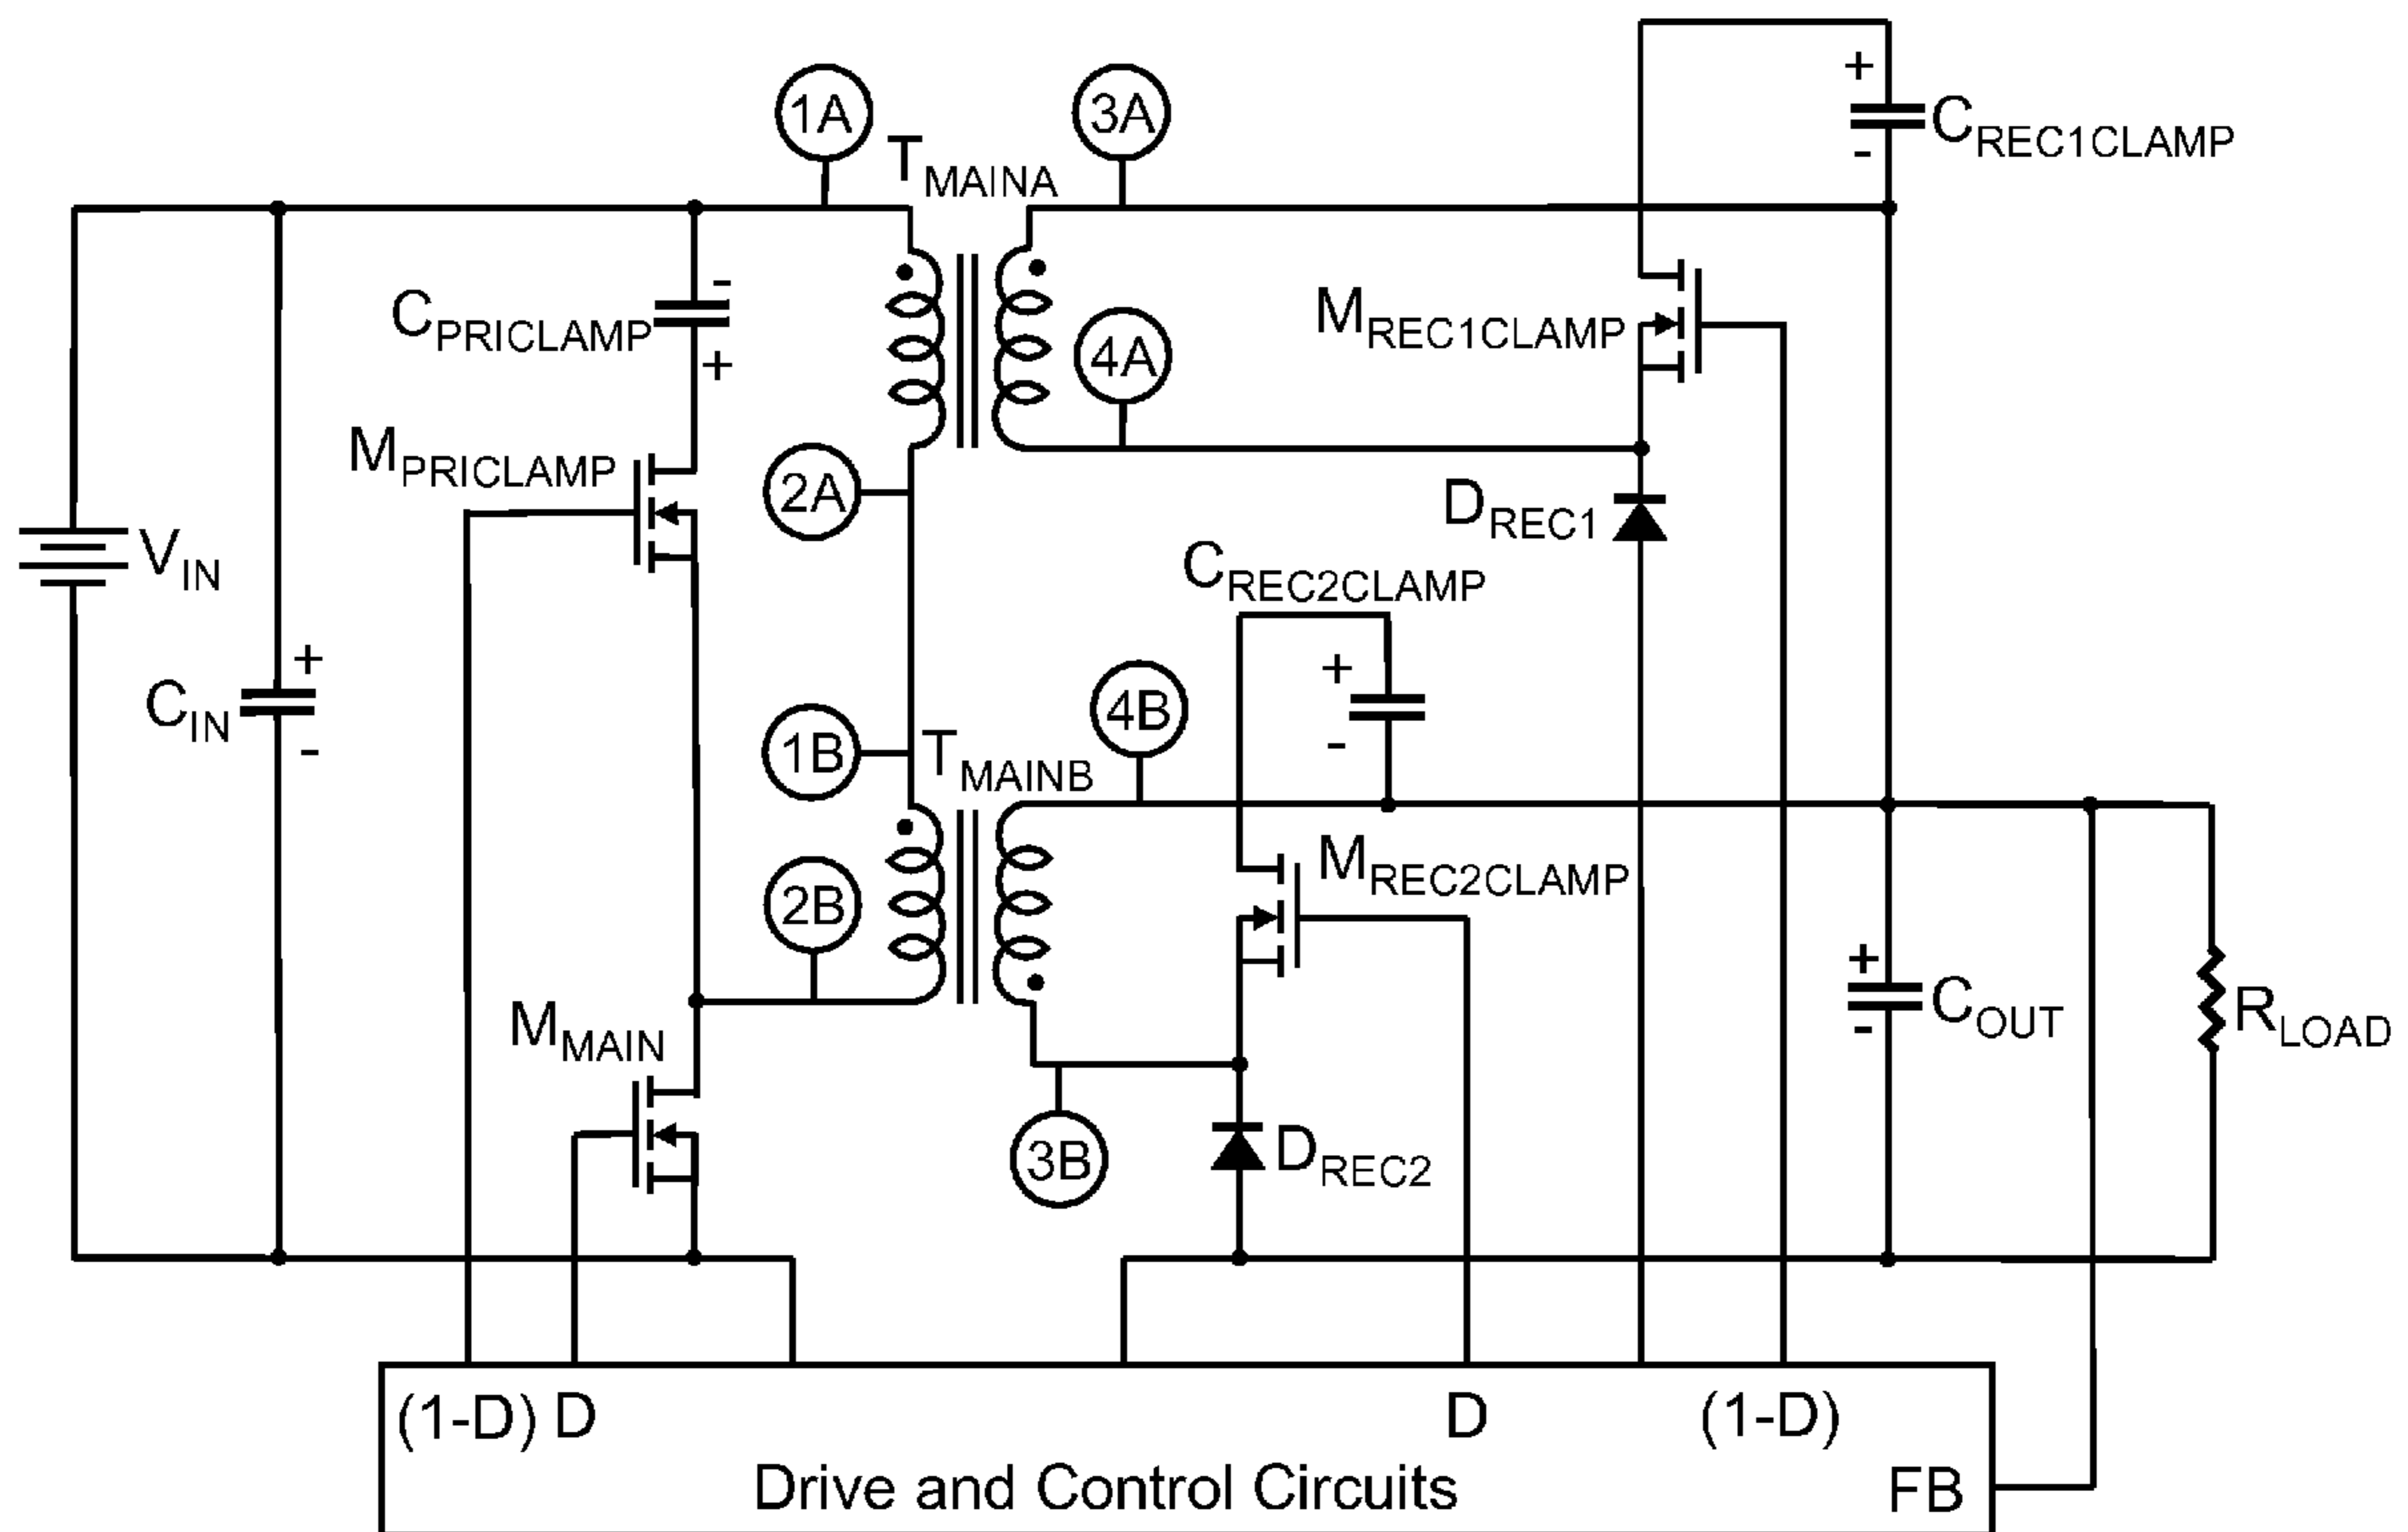 1A
3A
+
C_REC1CLAMP
-
T_MAINA
-
C_PRICLAMP
+
M_REC1CLAMP
4A
M_PRICLAMP
2A
D_REC1
V_IN
C_REC2CLAMP
+
C_IN
-
+
-
4B
1B
T_MAINB
M_REC2CLAMP
2B
+
C_OUT
-
R_LOAD
M_MAIN
3B
D_REC2
(1-D) D
D
(1-D)
Drive and Control Circuits
FB